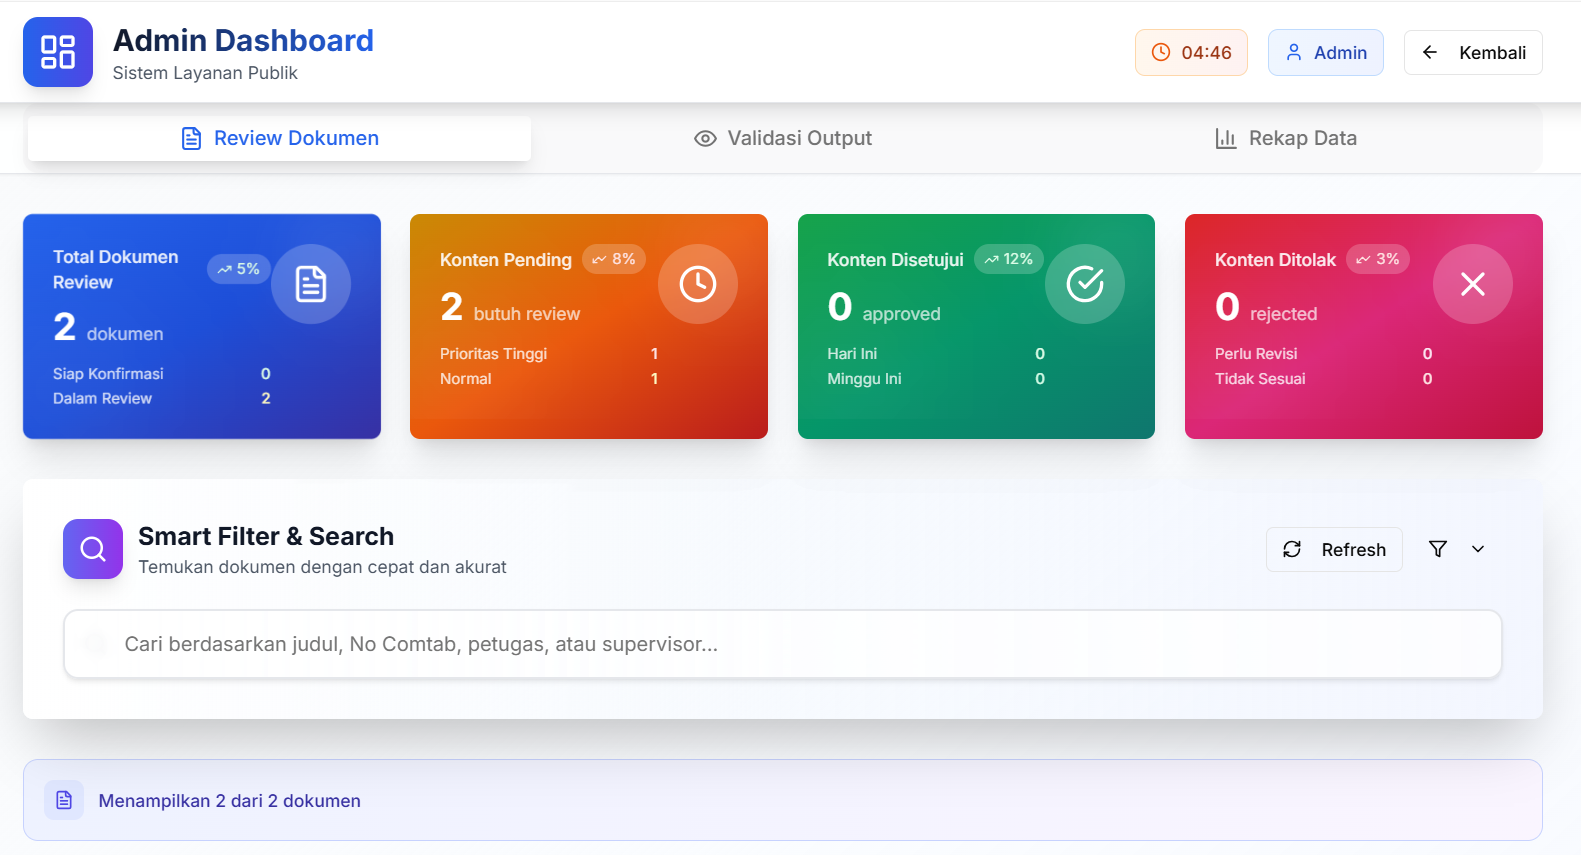 Admin Dashboard
Sistem Layanan Publik
04:46
Admin
Kembali
Review Dokumen
Validasi Output
Rekap Data
Total Dokumen
Review
5%
2 dokumen
Siap Konfirmasi 0
Dalam Review 2
Konten Pending 8%
2 butuh review
Prioritas Tinggi 1
Normal 1
Konten Disetujui 12%
0 approved
Hari Ini 0
Minggu Ini 0
Konten Ditolak 3%
0 rejected
Perlu Revisi 0
Tidak Sesuai 0
Smart Filter & Search
Temukan dokumen dengan cepat dan akurat
Refresh
Cari berdasarkan judul, No Comtab, petugas, atau supervisor...
Menampilkan 2 dari 2 dokumen